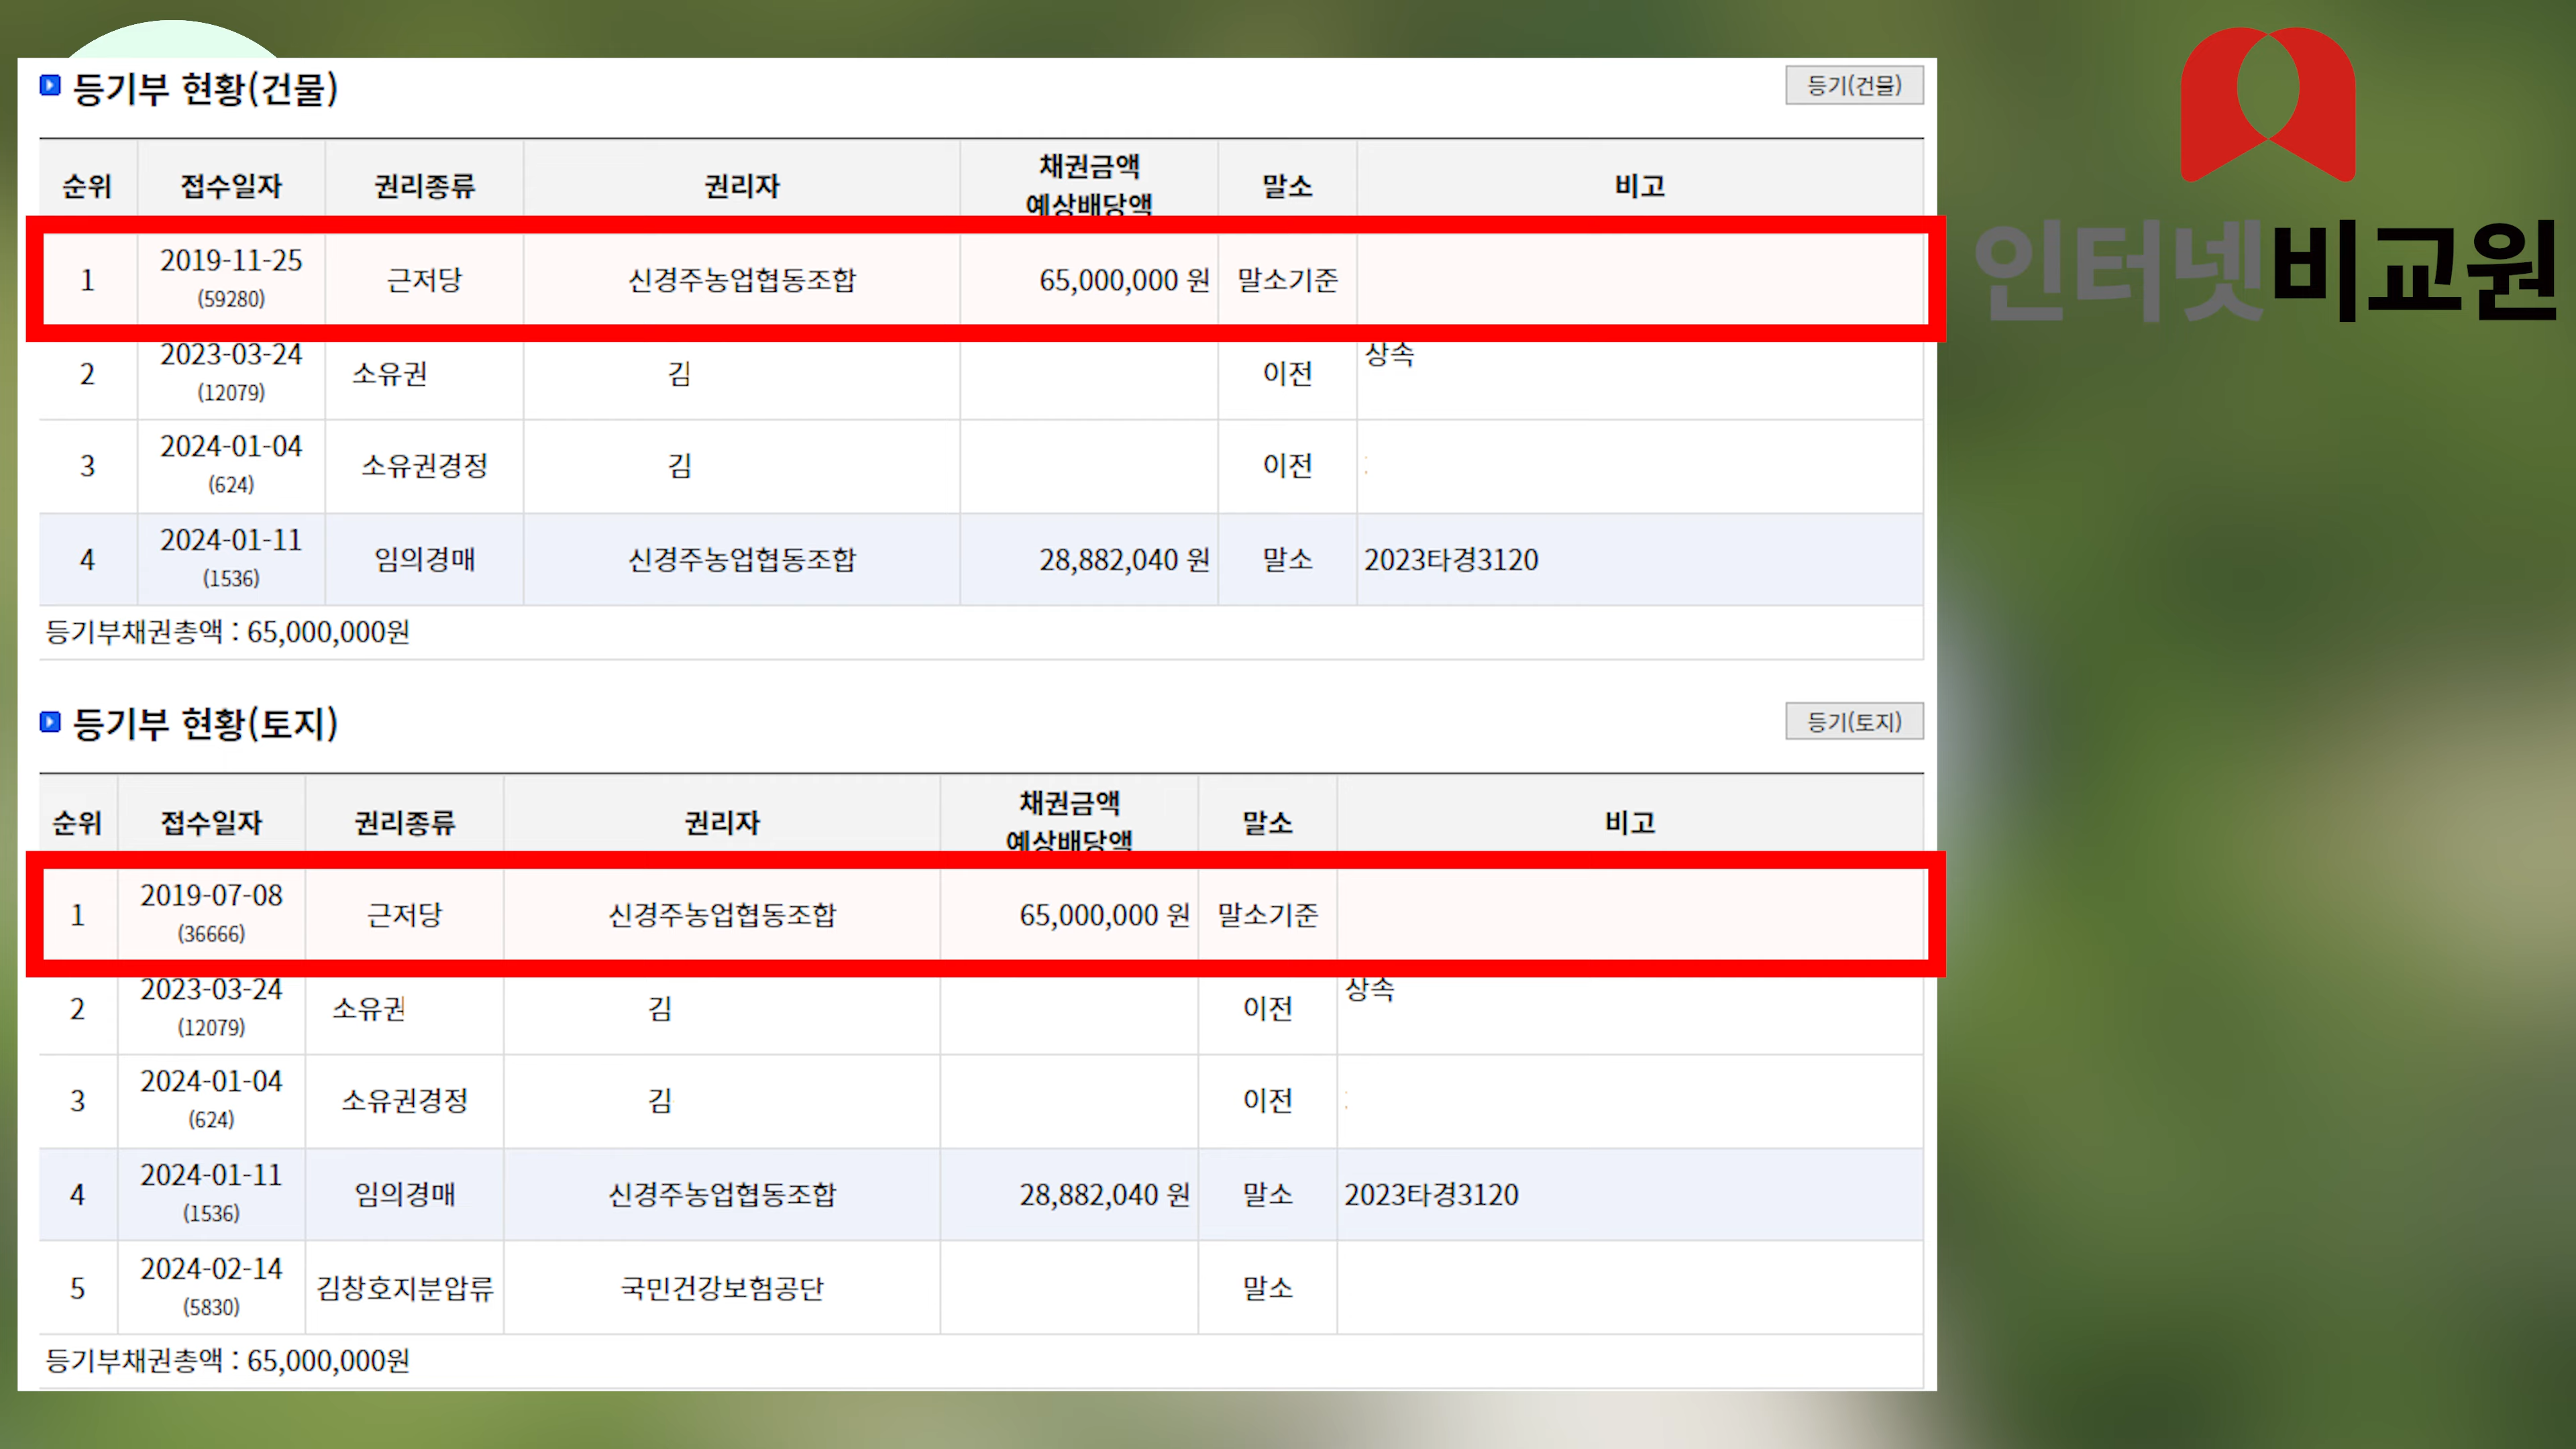 등기부 현황(건물)
등기(건물)
순위 접수일자 권리종류 권리자 채권금액 예상배당액 말소 비고
1 2019-11-25 (59280) 근저당 신경주농업협동조합 65,000,000 원 말소기준
2 2023-03-24 (12079) 소유권 김 이전 상속
3 2024-01-04 (624) 소유권경정 김 이전
4 2024-01-11 (1536) 임의경매 신경주농업협동조합 28,882,040 원 말소 2023타경3120
등기부채권총액 : 65,000,000원
등기부 현황(토지)
등기(토지)
순위 접수일자 권리종류 권리자 채권금액 예상배당액 말소 비고
1 2019-07-08 (36666) 근저당 신경주농업협동조합 65,000,000 원 말소기준
2 2023-03-24 (12079) 소유권 김 이전 상속
3 2024-01-04 (624) 소유권경정 김 이전
4 2024-01-11 (1536) 임의경매 신경주농업협동조합 28,882,040 원 말소 2023타경3120
5 2024-02-14 (5830) 김창호지분압류 국민건강보험공단 말소
등기부채권총액 : 65,000,000원
인터넷비교원